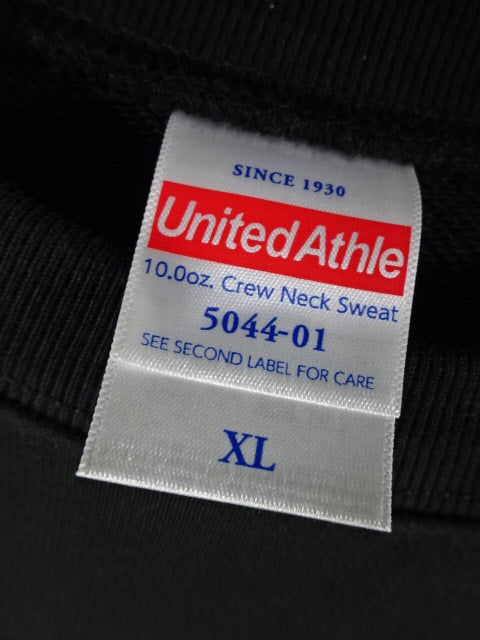 SINCE 1930
United Athle
10.0oz. Crew Neck Sweat
5044-01
SEE SECOND LABEL FOR CARE
XL